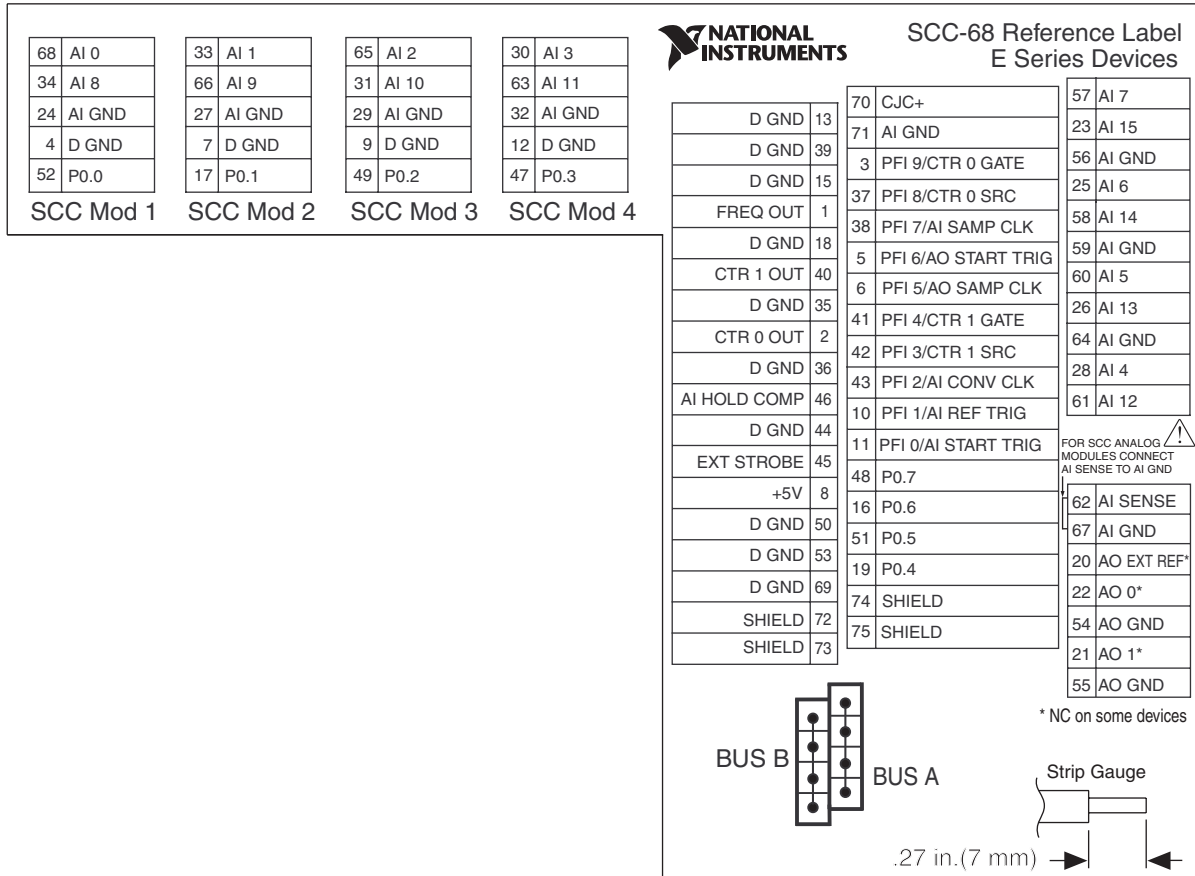 68 AI 0
34 AI 8
24 AI GND
4 D GND
52 P0.0
SCC Mod 1
33 AI 1
66 AI 9
27 AI GND
7 D GND
17 P0.1
SCC Mod 2
65 AI 2
31 AI 10
29 AI GND
9 D GND
49 P0.2
SCC Mod 3
30 AI 3
63 AI 11
32 AI GND
12 D GND
47 P0.3
SCC Mod 4
NATIONAL
INSTRUMENTS
SCC-68 Reference Label
E Series Devices
D GND 13
D GND 39
D GND 15
FREQ OUT 1
D GND 18
CTR 1 OUT 40
D GND 35
CTR 0 OUT 2
D GND 36
AI HOLD COMP 46
D GND 44
EXT STROBE 45
+5V 8
D GND 50
D GND 53
D GND 69
SHIELD 72
SHIELD 73
70 CJC+
71 AI GND
3 PFI 9/CTR 0 GATE
37 PFI 8/CTR 0 SRC
38 PFI 7/AI SAMP CLK
5 PFI 6/AO START TRIG
6 PFI 5/AO SAMP CLK
41 PFI 4/CTR 1 GATE
42 PFI 3/CTR 1 SRC
43 PFI 2/AI CONV CLK
10 PFI 1/AI REF TRIG
11 PFI 0/AI START TRIG
48 P0.7
16 P0.6
51 P0.5
19 P0.4
74 SHIELD
75 SHIELD
57 AI 7
23 AI 15
56 AI GND
25 AI 6
58 AI 14
59 AI GND
60 AI 5
26 AI 13
64 AI GND
28 AI 4
61 AI 12
FOR SCC ANALOG !
MODULES CONNECT
AI SENSE TO AI GND
62 AI SENSE
67 AI GND
20 AO EXT REF*
22 AO 0*
54 AO GND
21 AO 1*
55 AO GND
* NC on some devices
BUS B
BUS A
Strip Gauge
.27 in.(7 mm)